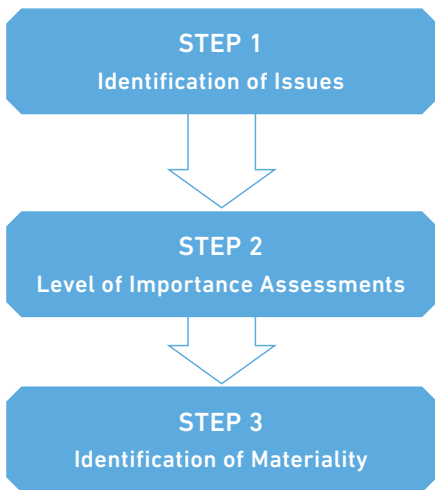 STEP 1
Identification of Issues
STEP 2
Level of Importance Assessments
STEP 3
Identification of Materiality